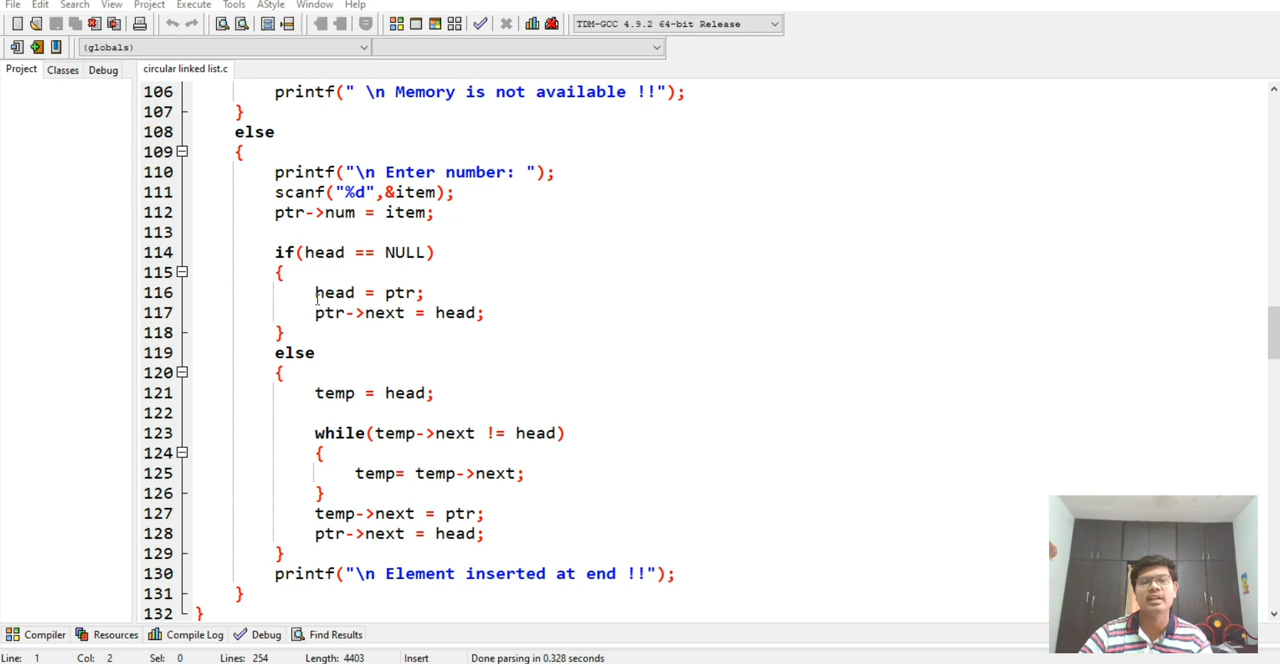 File Edit Search View Project Execute Tools AStyle Window Help
TDM-GCC 4.9.2 64-bit Release
(globals)
Project Classes Debug circular linked list.c
106 printf(" \n Memory is not available !!");
107 }
108 else
109 {
110 printf("\n Enter number: ");
111 scanf("%d",&item);
112 ptr->num = item;
113
114 if(head == NULL)
115 {
116 head = ptr;
117 ptr->next = head;
118 }
119 else
120 {
121 temp = head;
122
123 while(temp->next != head)
124 {
125 temp= temp->next;
126 }
127 temp->next = ptr;
128 ptr->next = head;
129 }
130 printf("\n Element inserted at end !!");
131 }
132 }
Compiler Resources Compile Log Debug Find Results
Line: 1 Col: 2 Sel: 0 Lines: 254 Length: 4403 Insert Done parsing in 0.328 seconds